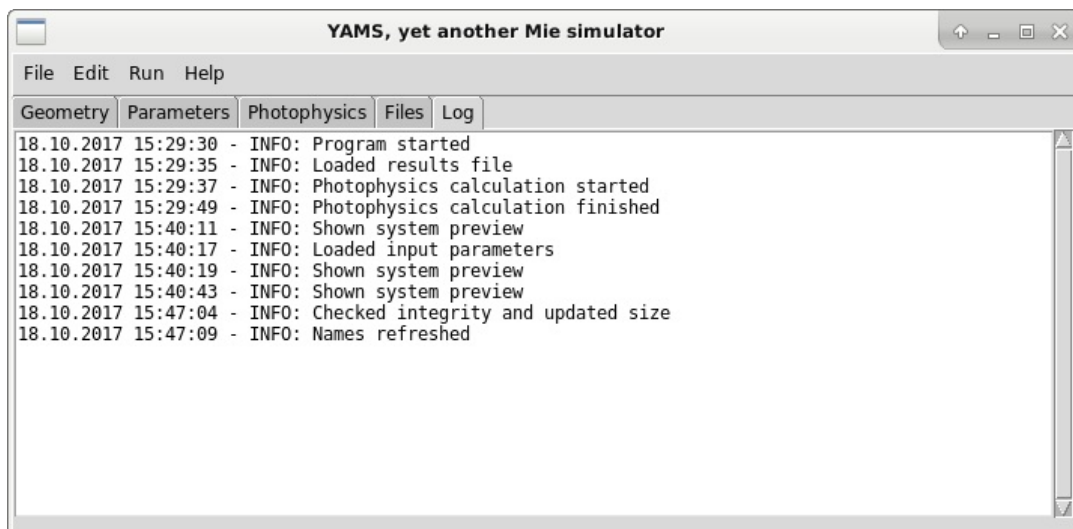 YAMS, yet another Mie simulator
File Edit Run Help
Geometry Parameters Photophysics Files Log
18.10.2017 15:29:30 - INFO: Program started
18.10.2017 15:29:35 - INFO: Loaded results file
18.10.2017 15:29:37 - INFO: Photophysics calculation started
18.10.2017 15:29:49 - INFO: Photophysics calculation finished
18.10.2017 15:40:11 - INFO: Shown system preview
18.10.2017 15:40:17 - INFO: Loaded input parameters
18.10.2017 15:40:19 - INFO: Shown system preview
18.10.2017 15:40:43 - INFO: Shown system preview
18.10.2017 15:47:04 - INFO: Checked integrity and updated size
18.10.2017 15:47:09 - INFO: Names refreshed